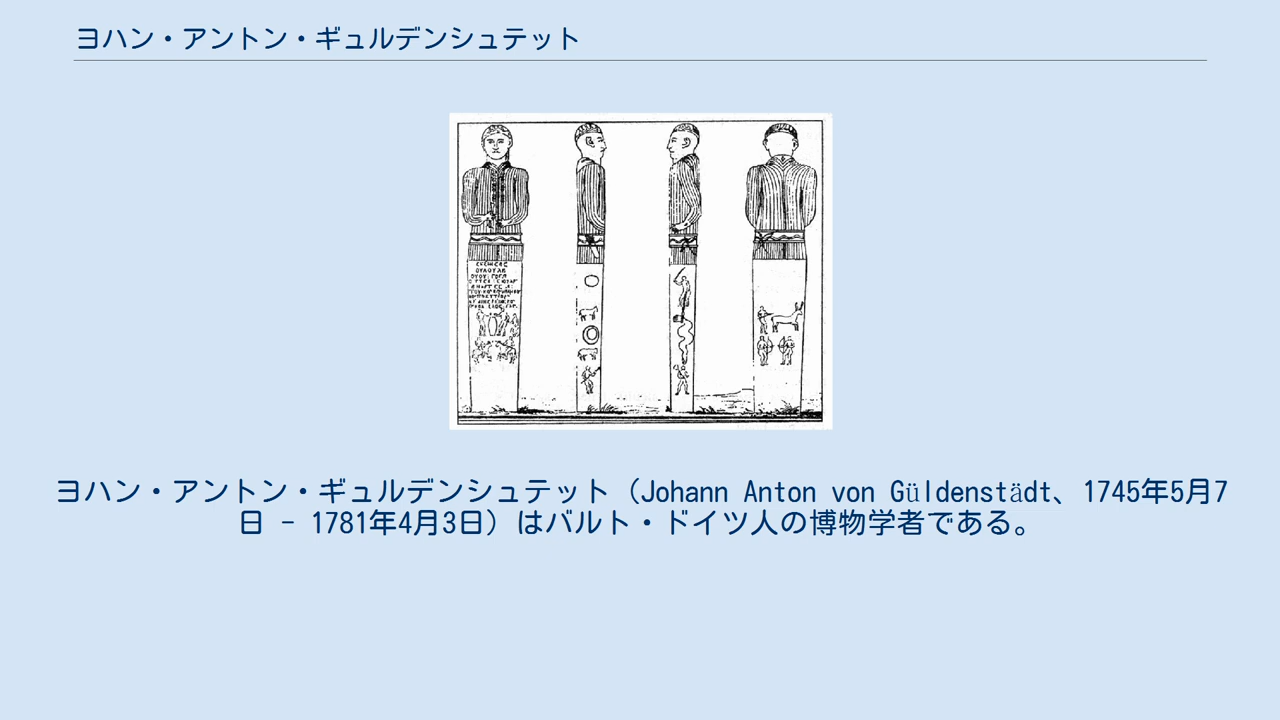 ヨハン・アントン・ギュルデンシュテット
ヨハン・アントン・ギュルデンシュテット（Johann Anton von Güldenstädt、1745年5月7
日 - 1781年4月3日）はバルト・ドイツ人の博物学者である。